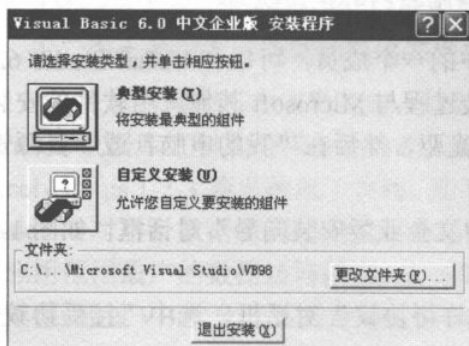 Visual Basic 6.0 中文企业版 安装程序
请选择安装类型，并单击相应按钮。
典型安装(T)
将安装最典型的组件
自定义安装(U)
允许您自定义要安装的组件
文件夹：
C:\...\Microsoft Visual Studio\VB98
更改文件夹(F)...
退出安装(X)